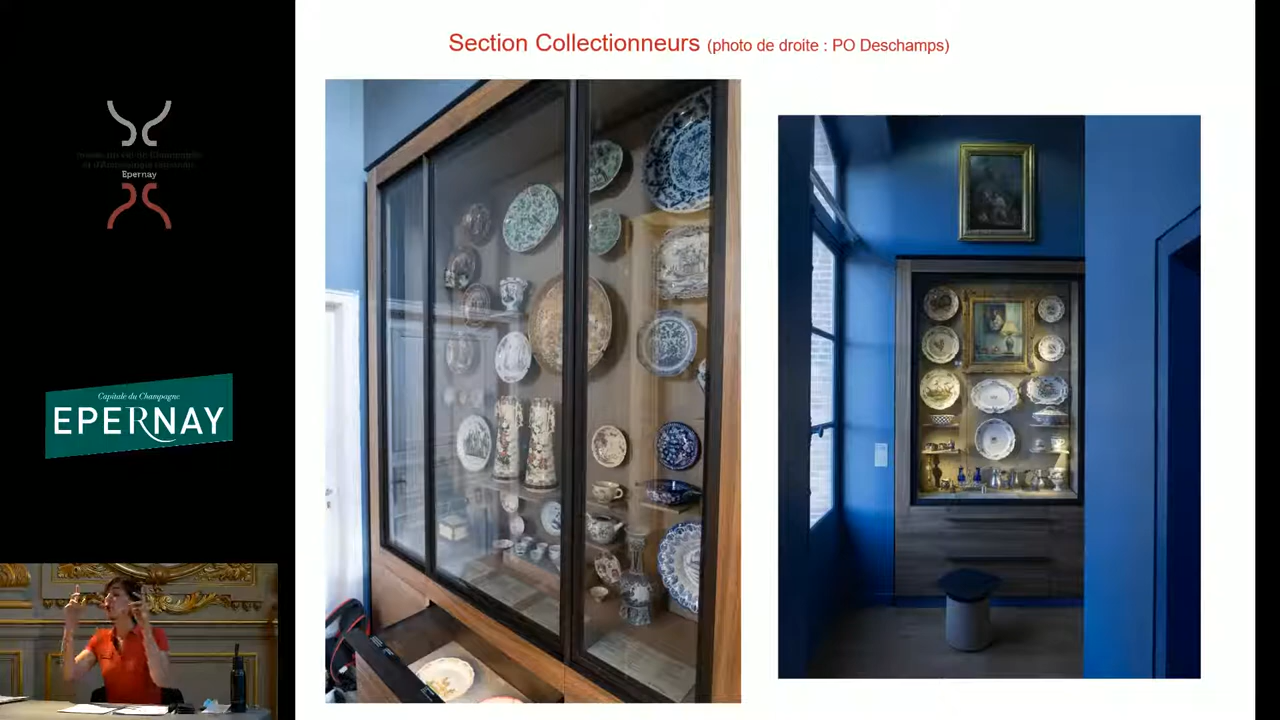 Section Collectionneurs (photo de droite : PO Deschamps)
Epernay
Capitale du Champagne
EPERNAY